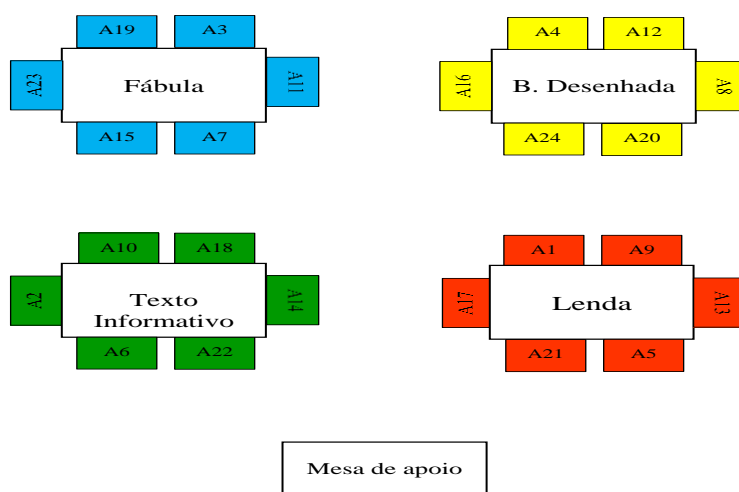 A19 A3
A23 Fábula A11
A15 A7
A4 A12
A16 B. Desenhada A8
A24 A20
A10 A18
A2 Texto A14
Informativo
A6 A22
A1 A9
A17 Lenda A13
A21 A5
Mesa de apoio